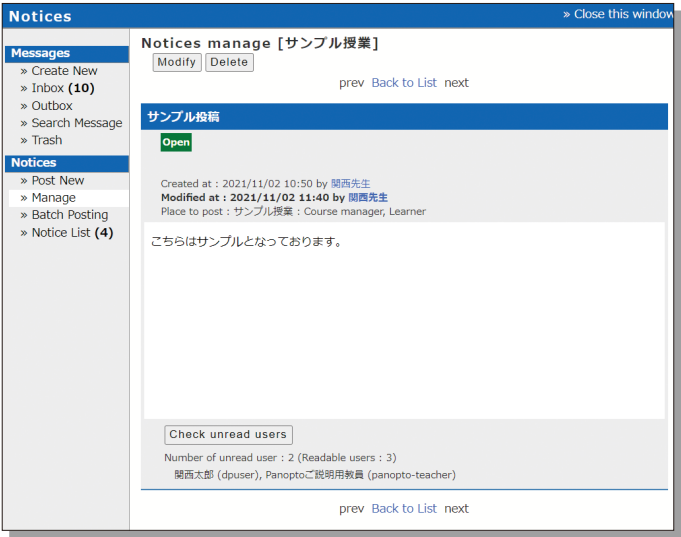 Notices
» Close this window
Messages
» Create New
» Inbox (10)
» Outbox
» Search Message
» Trash
Notices
» Post New
» Manage
» Batch Posting
» Notice List (4)
Notices manage [サンプル授業]
Modify Delete
prev Back to List next
サンプル投稿
Open
Created at : 2021/11/02 10:50 by 関西先生
Modified at : 2021/11/02 11:40 by 関西先生
Place to post : サンプル授業 : Course manager, Learner
こちらはサンプルとなっております。
Check unread users
Number of unread user : 2 (Readable users : 3)
関西太郎 (dpuser), Panoptoご説明用教員 (panopto-teacher)
prev Back to List next